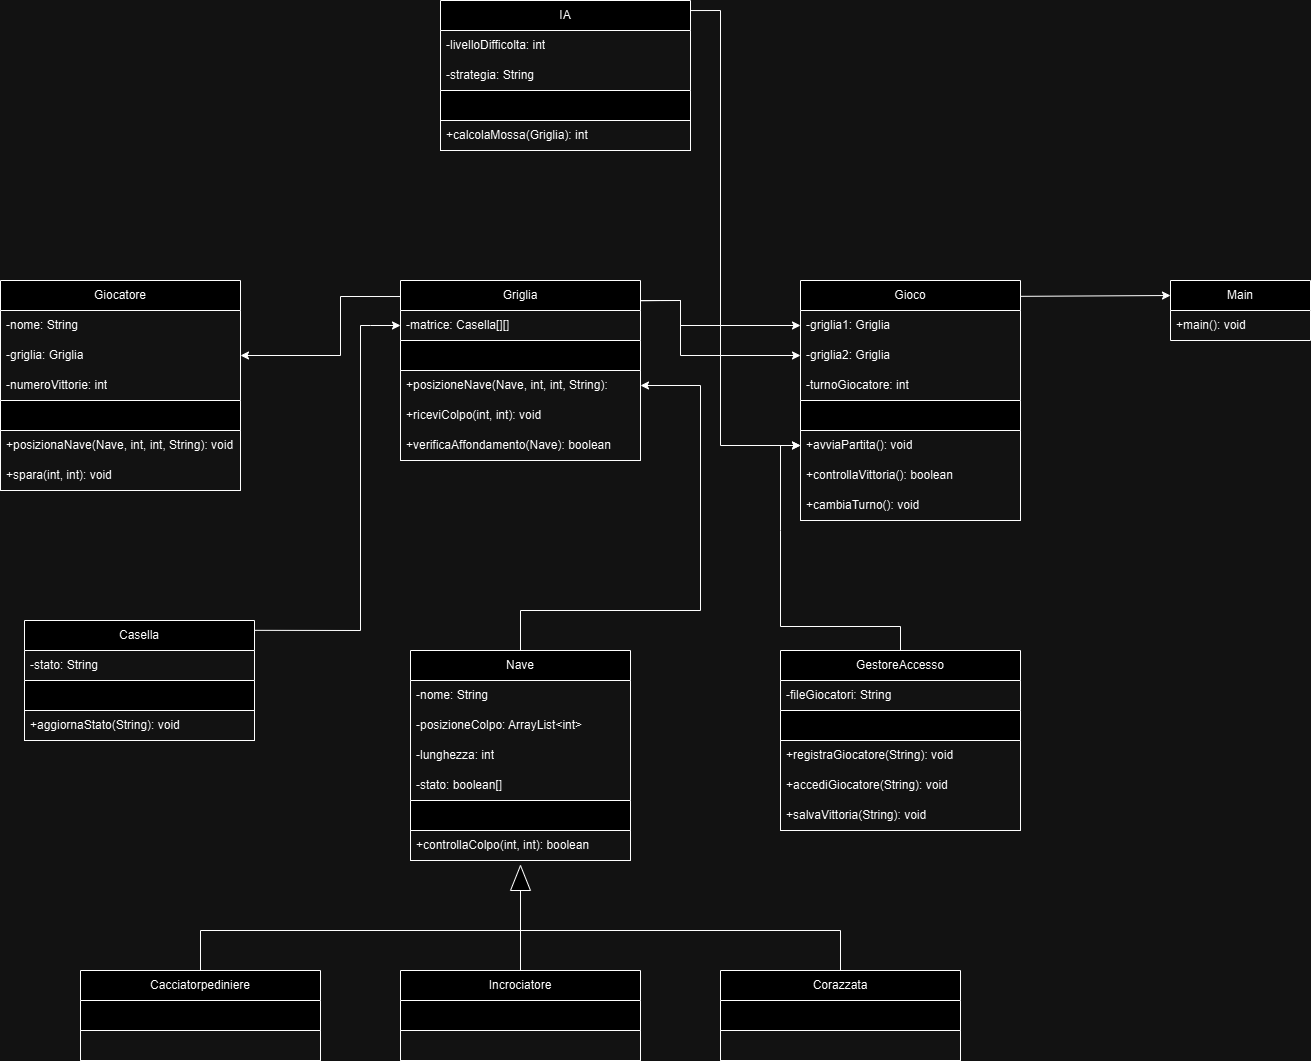 IA
-livelloDifficolta: int
-strategia: String
+calcolaMossa(Griglia): int
Giocatore
-nome: String
-griglia: Griglia
-numeroVittorie: int
+posizionaNave(Nave, int, int, String): void
+spara(int, int): void
Griglia
-matrice: Casella[][]
+posizioneNave(Nave, int, int, String):
+riceviColpo(int, int): void
+verificaAffondamento(Nave): boolean
Gioco
-griglia1: Griglia
-griglia2: Griglia
-turnoGiocatore: int
+avviaPartita(): void
+controllaVittoria(): boolean
+cambiaTurno(): void
Main
+main(): void
Casella
-stato: String
+aggiornaStato(String): void
Nave
-nome: String
-posizioneColpo: ArrayList<int>
-lunghezza: int
-stato: boolean[]
+controllaColpo(int, int): boolean
GestoreAccesso
-fileGiocatori: String
+registraGiocatore(String): void
+accediGiocatore(String): void
+salvaVittoria(String): void
Cacciatorpediniere
Incrociatore
Corazzata